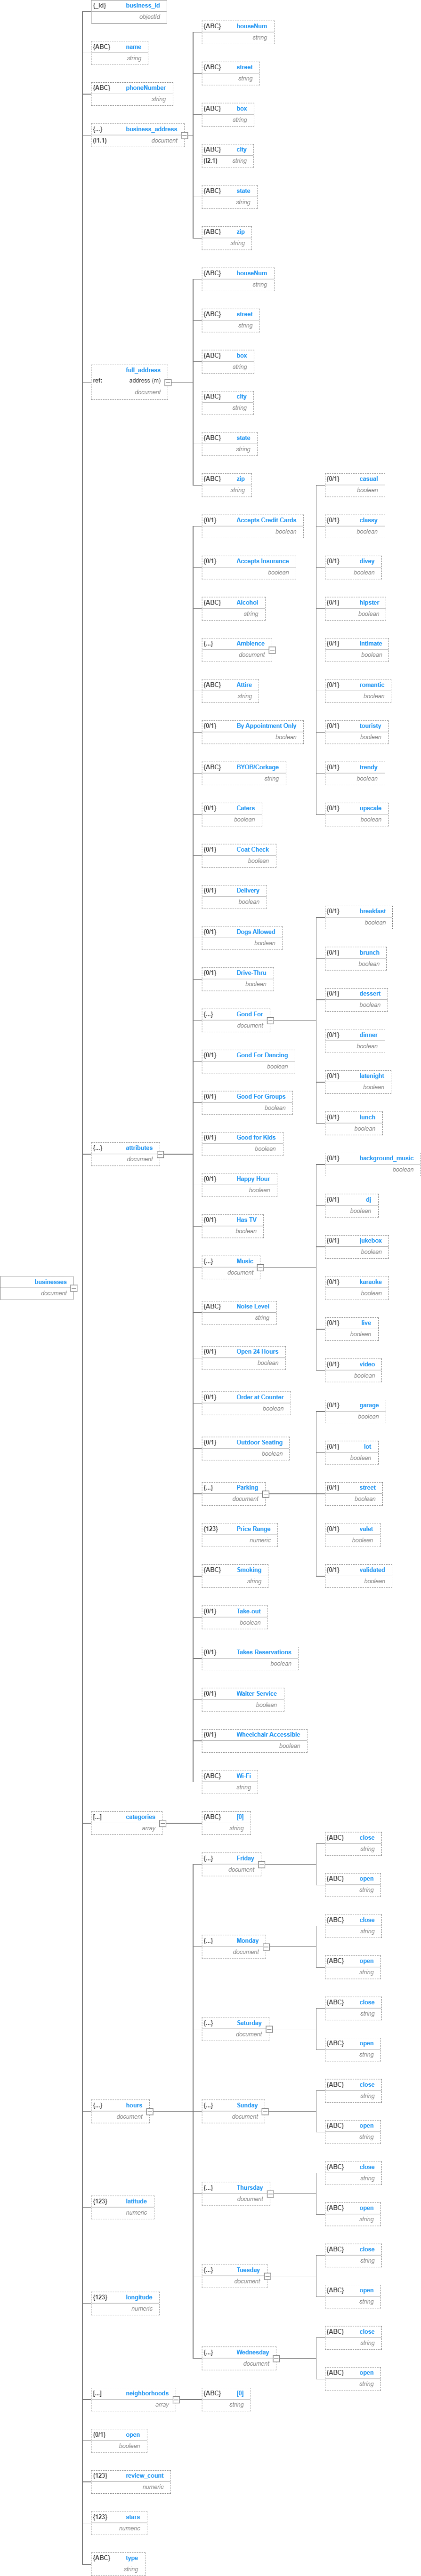 businesses
document
{_id} business_id
objectId
{ABC} name
string
{ABC} phoneNumber
string
{...} business_address
(I1.1) document
{ABC} houseNum
string
{ABC} street
string
{ABC} box
string
{ABC} city
(I2.1) string
{ABC} state
string
{ABC} zip
string
full_address
ref: address (m)
document
{ABC} houseNum
string
{ABC} street
string
{ABC} box
string
{ABC} city
string
{ABC} state
string
{ABC} zip
string
{...} attributes
document
{0/1} Accepts Credit Cards
boolean
{0/1} Accepts Insurance
boolean
{ABC} Alcohol
string
{...} Ambience
document
{0/1} casual
boolean
{0/1} classy
boolean
{0/1} divey
boolean
{0/1} hipster
boolean
{0/1} intimate
boolean
{0/1} romantic
boolean
{0/1} touristy
boolean
{0/1} trendy
boolean
{0/1} upscale
boolean
{ABC} Attire
string
{0/1} By Appointment Only
boolean
{ABC} BYOB/Corkage
string
{0/1} Caters
boolean
{0/1} Coat Check
boolean
{0/1} Delivery
boolean
{0/1} Dogs Allowed
boolean
{0/1} Drive-Thru
boolean
{...} Good For
document
{0/1} breakfast
boolean
{0/1} brunch
boolean
{0/1} dessert
boolean
{0/1} dinner
boolean
{0/1} latenight
boolean
{0/1} lunch
boolean
{0/1} Good For Dancing
boolean
{0/1} Good For Groups
boolean
{0/1} Good for Kids
boolean
{0/1} Happy Hour
boolean
{0/1} Has TV
boolean
{...} Music
document
{0/1} background_music
boolean
{0/1} dj
boolean
{0/1} jukebox
boolean
{0/1} karaoke
boolean
{0/1} live
boolean
{0/1} video
boolean
{ABC} Noise Level
string
{0/1} Open 24 Hours
boolean
{0/1} Order at Counter
boolean
{0/1} Outdoor Seating
boolean
{...} Parking
document
{0/1} garage
boolean
{0/1} lot
boolean
{0/1} street
boolean
{0/1} valet
boolean
{0/1} validated
boolean
{123} Price Range
numeric
{ABC} Smoking
string
{0/1} Take-out
boolean
{0/1} Takes Reservations
boolean
{0/1} Waiter Service
boolean
{0/1} Wheelchair Accessible
boolean
{ABC} Wi-Fi
string
[...] categories
array
{ABC} [0]
string
{...} hours
document
{...} Friday
document
{ABC} close
string
{ABC} open
string
{...} Monday
document
{ABC} close
string
{ABC} open
string
{...} Saturday
document
{ABC} close
string
{ABC} open
string
{...} Sunday
document
{ABC} close
string
{ABC} open
string
{...} Thursday
document
{ABC} close
string
{ABC} open
string
{...} Tuesday
document
{ABC} close
string
{ABC} open
string
{...} Wednesday
document
{ABC} close
string
{ABC} open
string
{123} latitude
numeric
{123} longitude
numeric
[...] neighborhoods
array
{ABC} [0]
string
{0/1} open
boolean
{123} review_count
numeric
{123} stars
numeric
{ABC} type
string